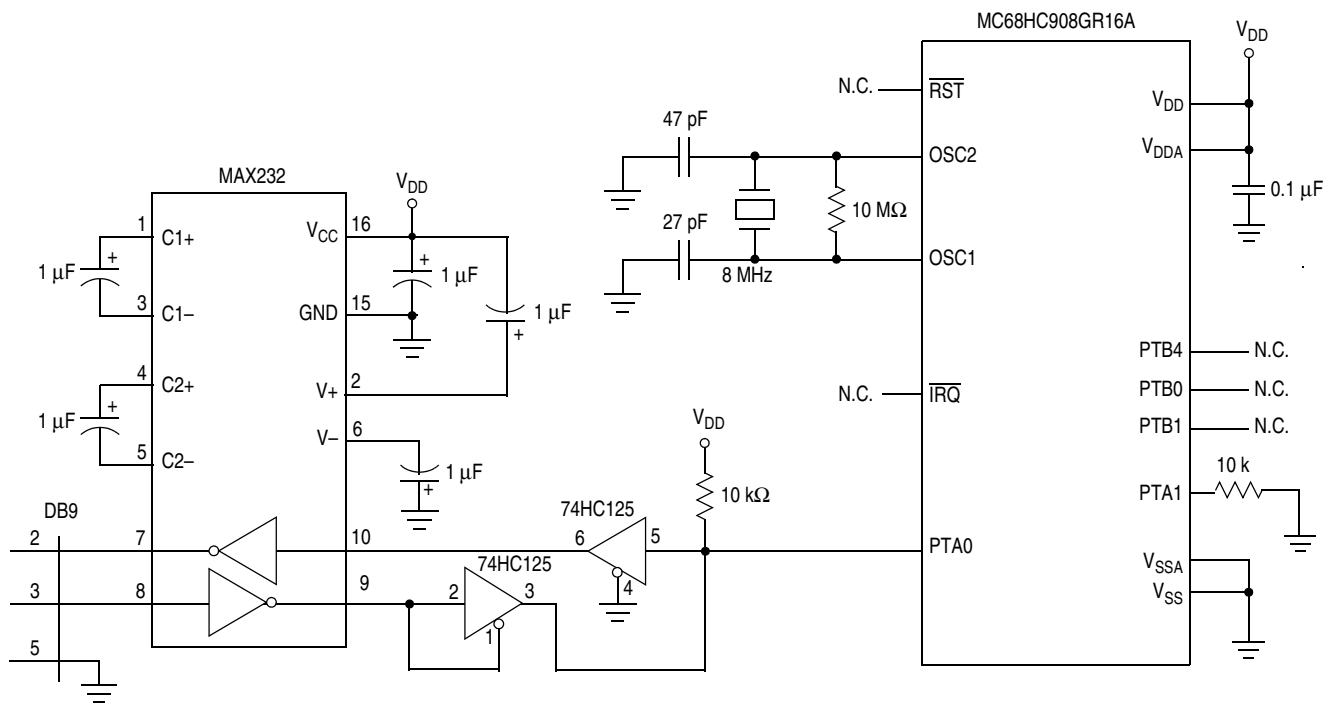 MC68HC908GR16A
V_DD
N.C.
RST
V_DD
47 pF
OSC2
V_DDA
MAX232
V_DD
10 MΩ
0.1 µF
1
C1+
V_CC
16
27 pF
1 µF
+
+
1 µF
8 MHz
OSC1
3
C1–
GND
15
1 µF
+
PTB4
N.C.
4
C2+
V+
2
N.C.
IRQ
PTB0
N.C.
1 µF
+
V_DD
PTB1
N.C.
5
C2–
V–
6
1 µF
+
10 kΩ
10 k
PTA1
DB9
74HC125
2
7
10
6
5
PTA0
4
74HC125
V_SSA
3
8
9
2
3
1
V_SS
5